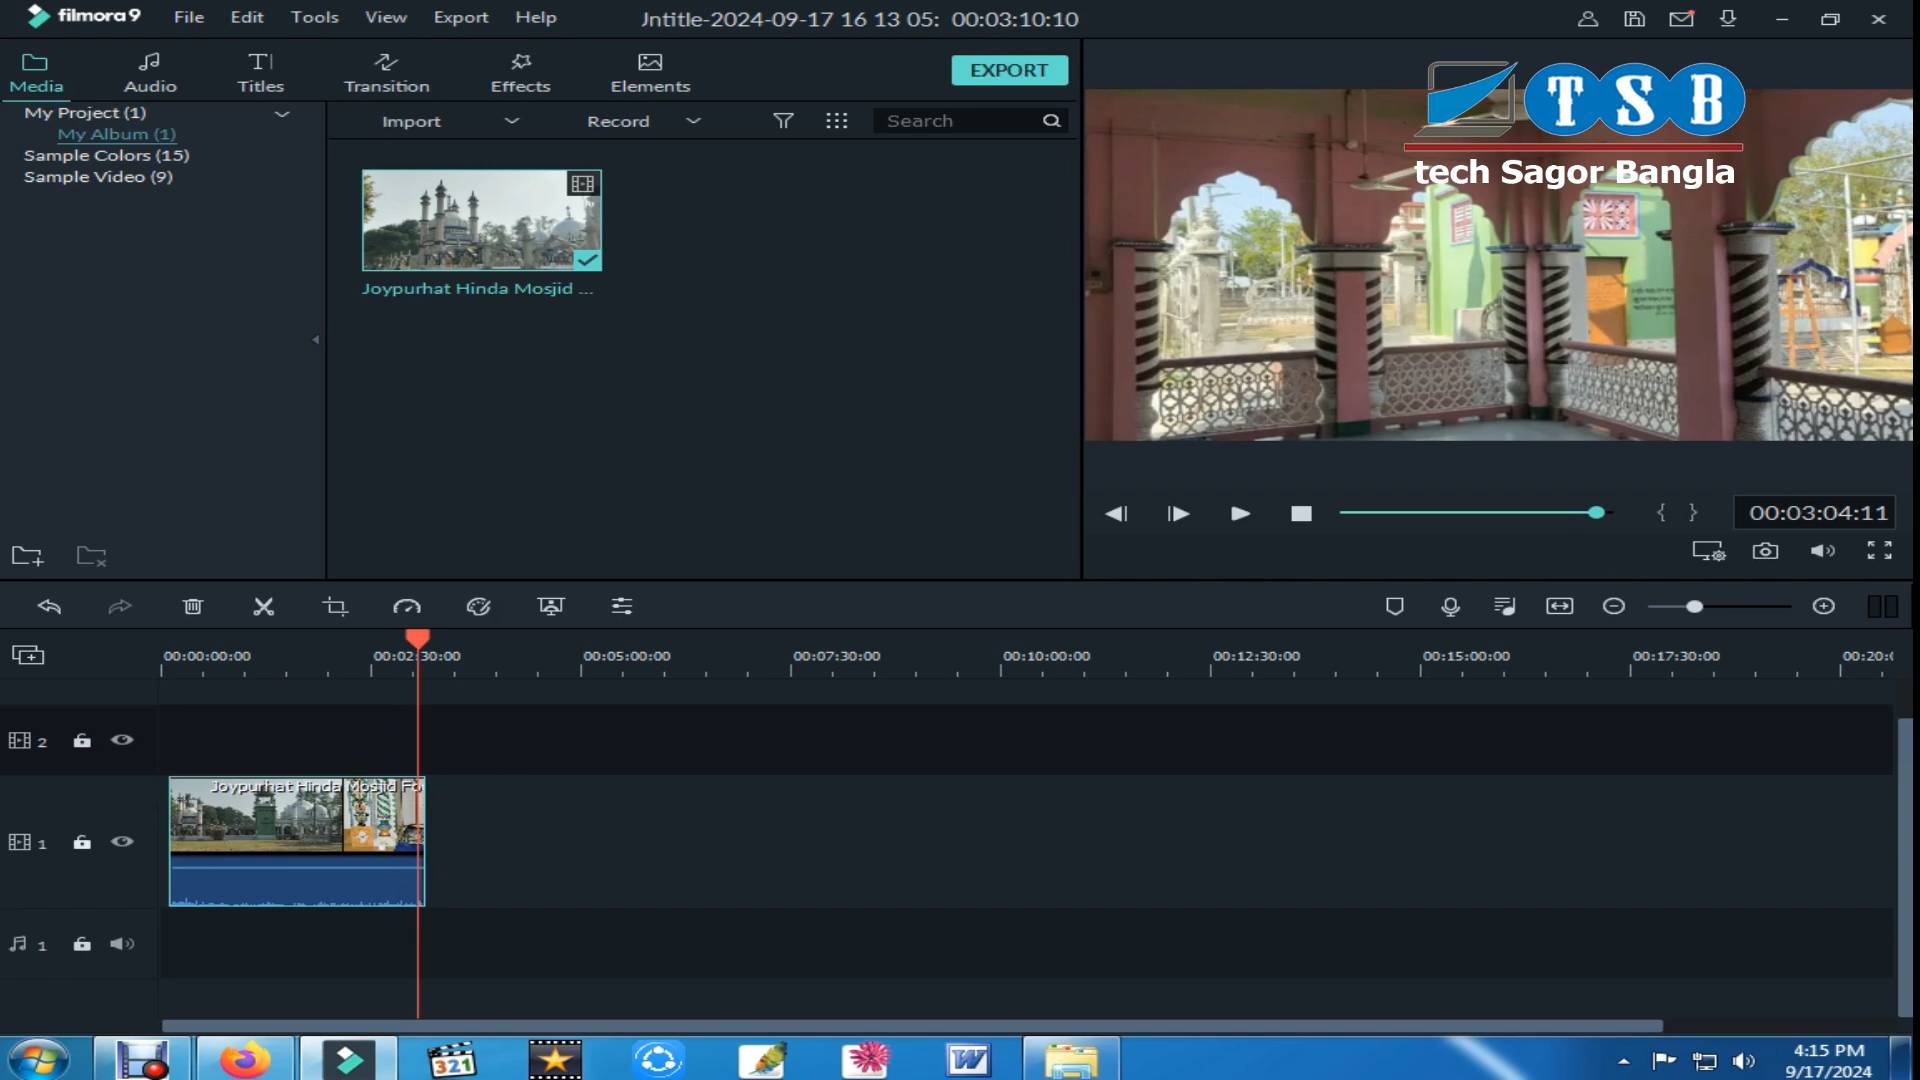 filmora9 File Edit Tools View Export Help Jntitle-2024-09-17 16 13 05: 00:03:10:10
Media Audio Titles Transition Effects Elements EXPORT
My Project (1)
My Album (1)
Sample Colors (15)
Sample Video (9)
Import Record Search
Joypurhat Hinda Mosjid ...
T S B
tech Sagor Bangla
{ } 00:03:04:11
00:00:00:00 00:02:30:00 00:05:00:00 00:07:30:00 00:10:00:00 00:12:30:00 00:15:00:00 00:17:30:00 00:20:
2
Joypurhat Hinda Mosjid Fo
1
1
321
W
4:15 PM
9/17/2024